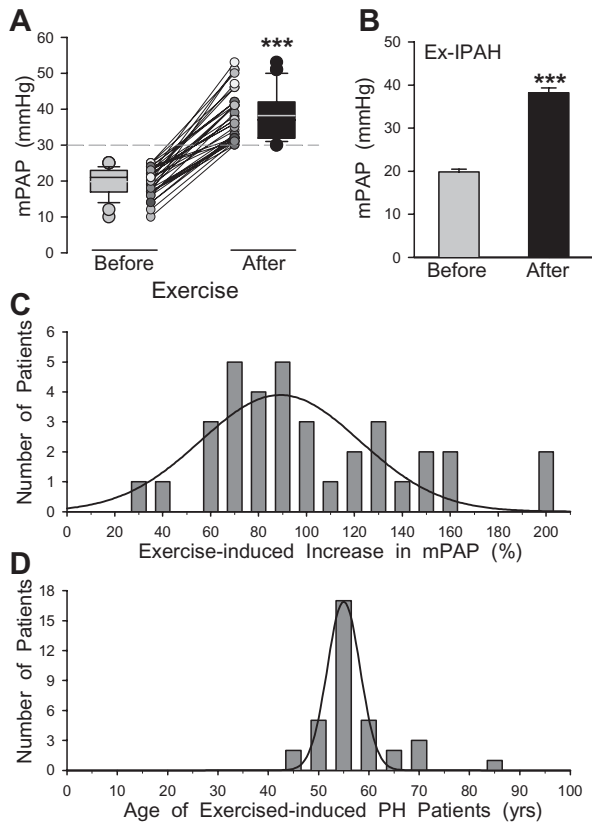 A
***
mPAP (mmHg)
60
50
40
30
20
10
0
Before
After
Exercise
B
Ex-IPAH
***
mPAP (mmHg)
50
40
30
20
10
0
Before
After
C
Number of Patients
6
5
4
3
2
1
0
0 20 40 60 80 100 120 140 160 180 200
Exercise-induced Increase in mPAP (%)
D
Number of Patients
18
15
12
9
6
3
0
0 10 20 30 40 50 60 70 80 90 100
Age of Exercised-induced PH Patients (yrs)